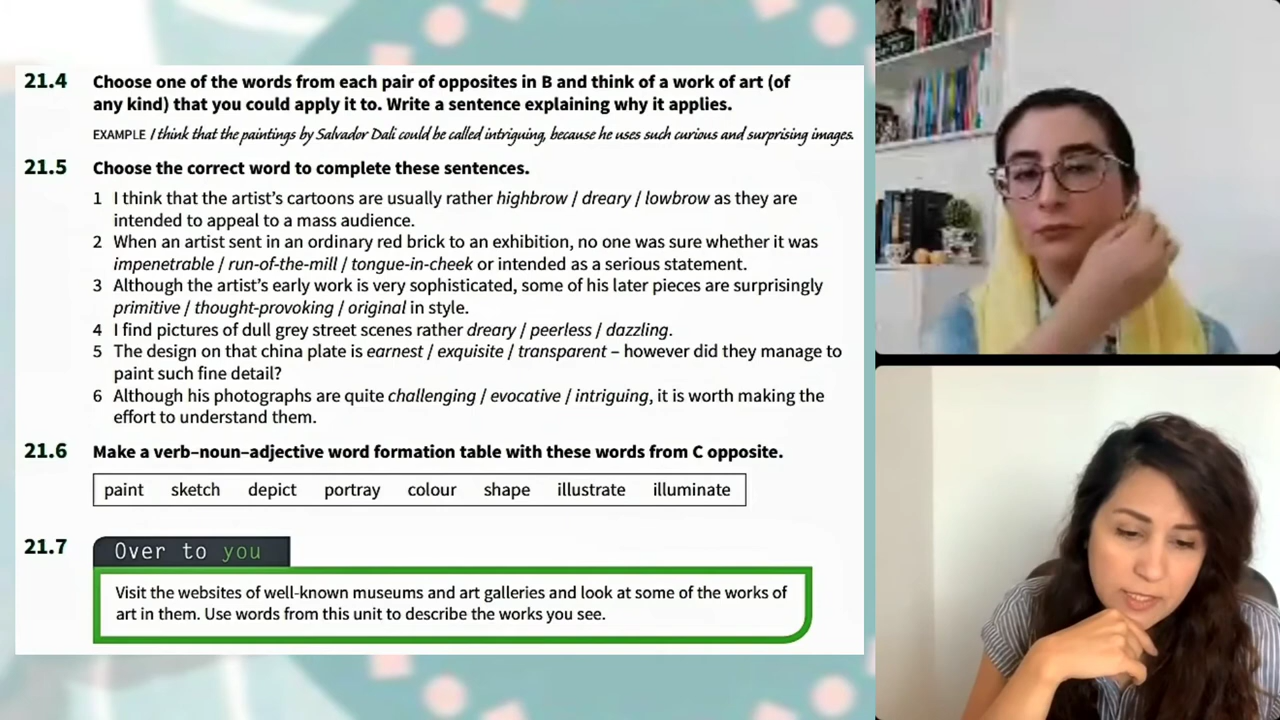 21.4 Choose one of the words from each pair of opposites in B and think of a work of art (of
any kind) that you could apply it to. Write a sentence explaining why it applies.
EXAMPLE I think that the paintings by Salvador Dali could be called intriguing, because he uses such curious and surprising images.
21.5 Choose the correct word to complete these sentences.
1 I think that the artist's cartoons are usually rather highbrow / dreary / lowbrow as they are
intended to appeal to a mass audience.
2 When an artist sent in an ordinary red brick to an exhibition, no one was sure whether it was
impenetrable / run-of-the-mill / tongue-in-cheek or intended as a serious statement.
3 Although the artist's early work is very sophisticated, some of his later pieces are surprisingly
primitive / thought-provoking / original in style.
4 I find pictures of dull grey street scenes rather dreary / peerless / dazzling.
5 The design on that china plate is earnest / exquisite / transparent – however did they manage to
paint such fine detail?
6 Although his photographs are quite challenging / evocative / intriguing, it is worth making the
effort to understand them.
21.6 Make a verb–noun–adjective word formation table with these words from C opposite.
paint sketch depict portray colour shape illustrate illuminate
21.7 Over to you
Visit the websites of well-known museums and art galleries and look at some of the works of
art in them. Use words from this unit to describe the works you see.